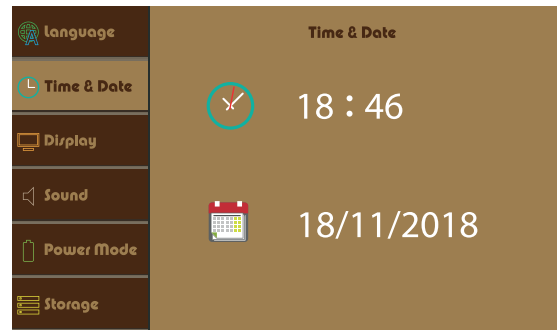 Language
Time & Date
Display
Sound
Power Mode
Storage
Time & Date
18 : 46
18/11/2018